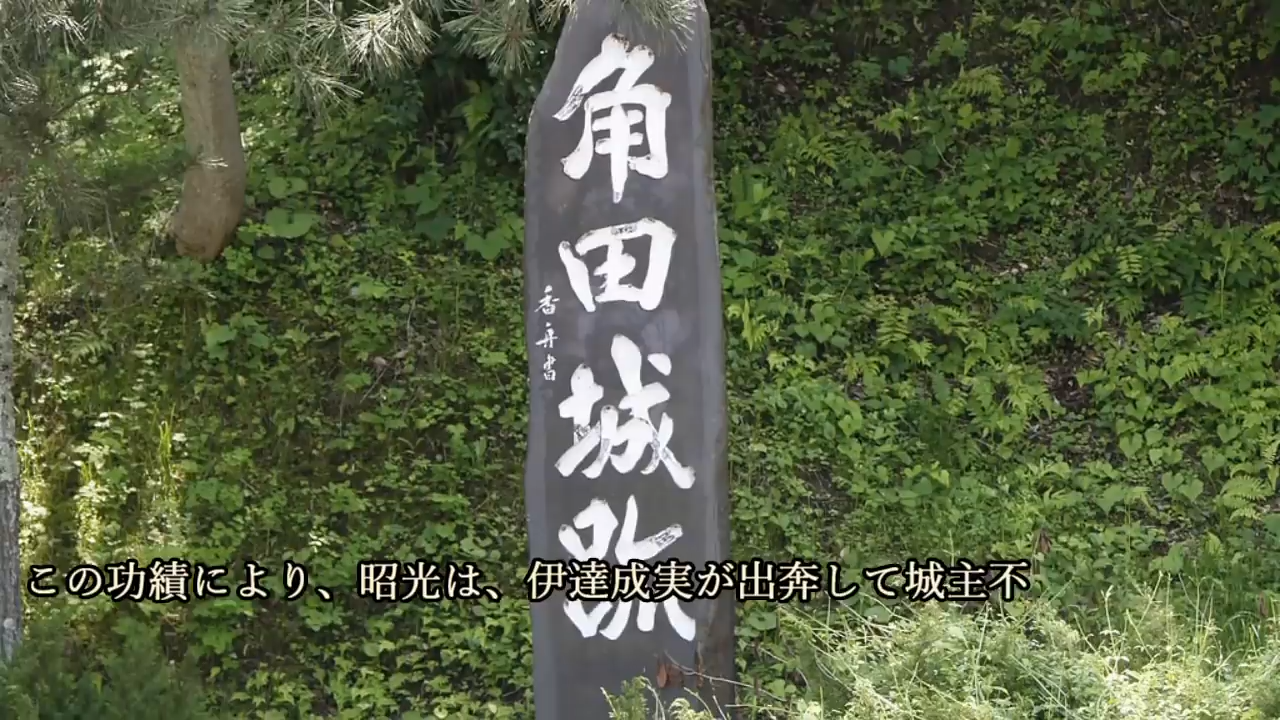 角田城跡
香舟書
この功績により、昭光は、伊達成実が出奔して城主不